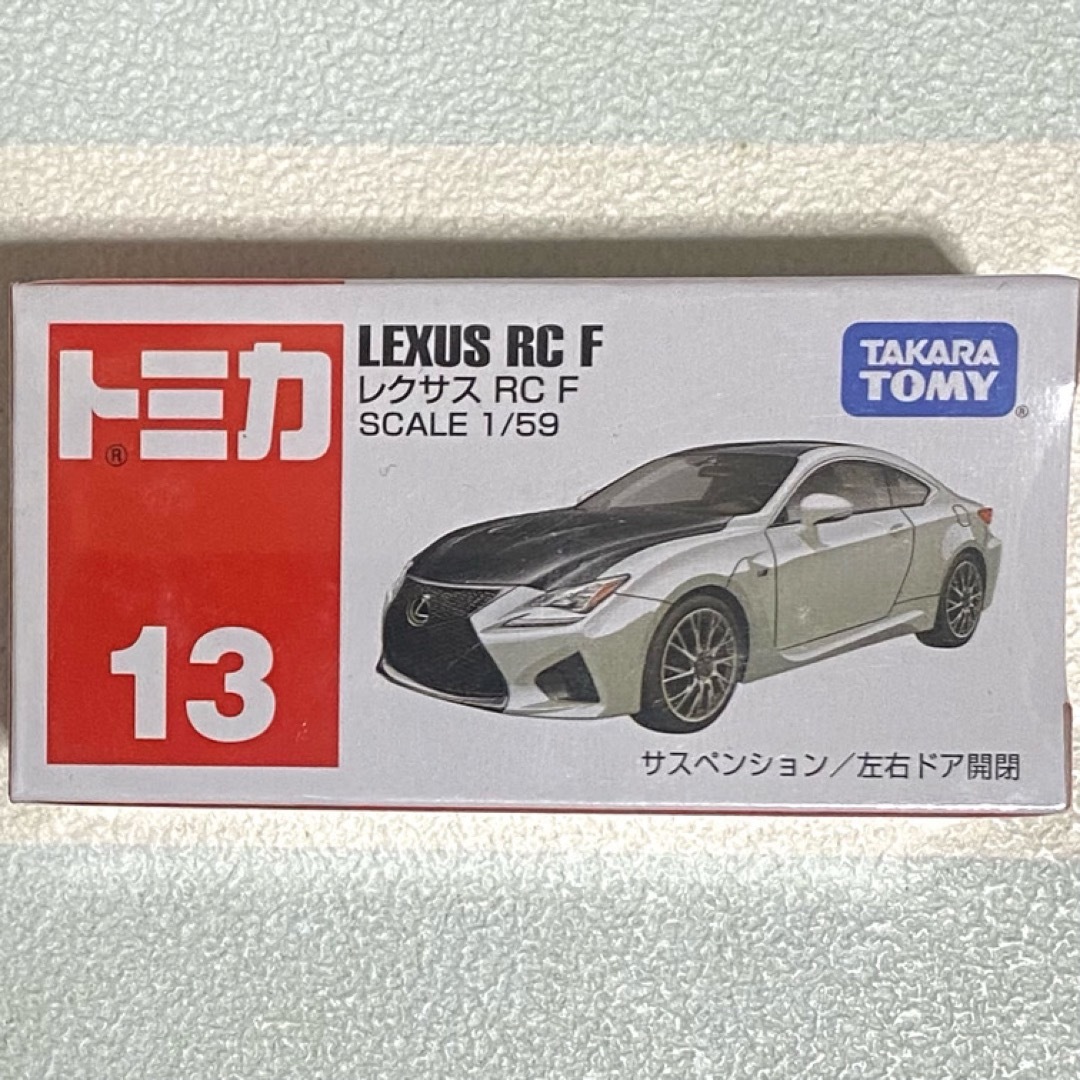 トミカ®
13
LEXUS RC F
レクサス RC F
SCALE 1/59
TAKARA
TOMY®
サスペンション/左右ドア開閉